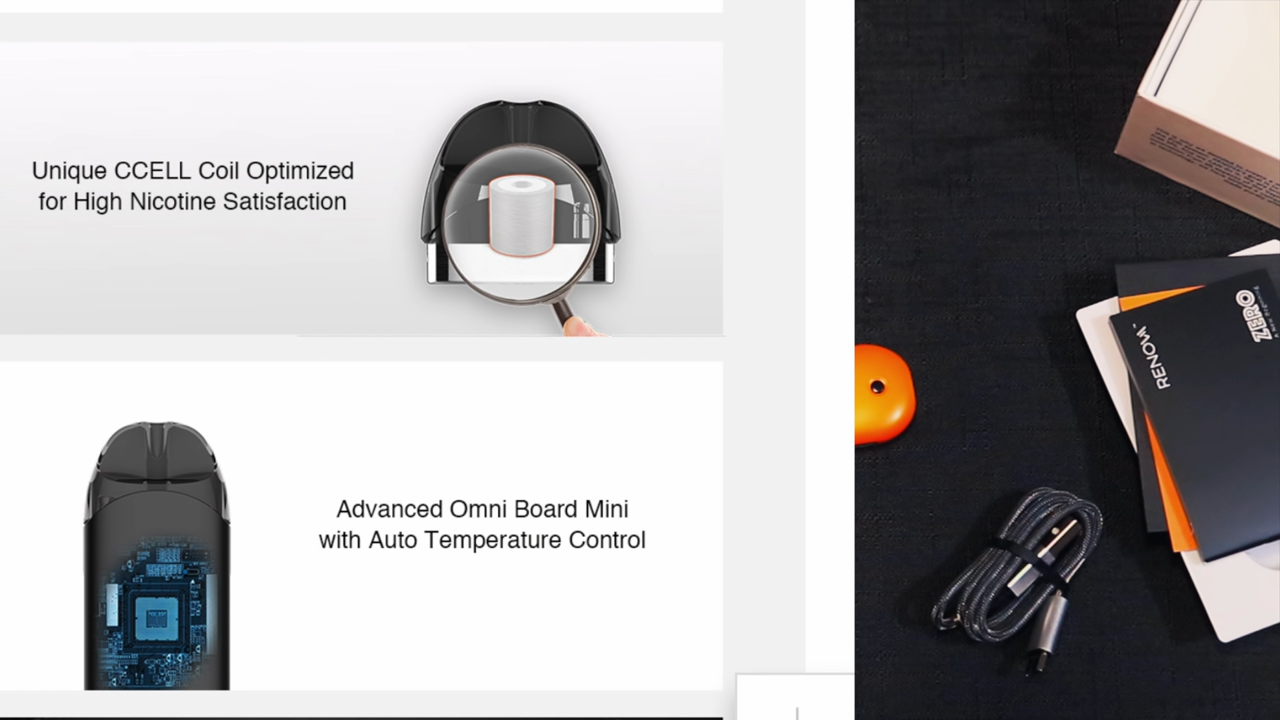 Unique CCELL Coil Optimized
for High Nicotine Satisfaction
Advanced Omni Board Mini
with Auto Temperature Control
RENOVA
ZERO